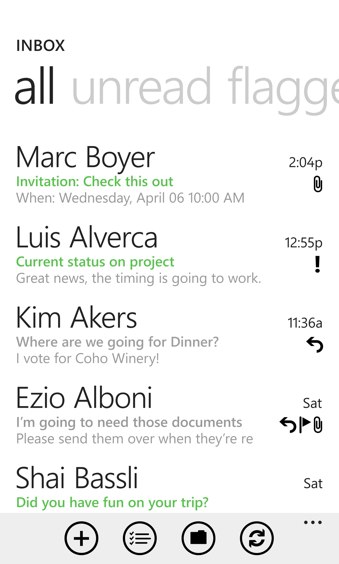 INBOX
all unread flagge
Marc Boyer 2:04p
Invitation: Check this out
When: Wednesday, April 06 10:00 AM
Luis Alverca 12:55p
Current status on project
Great news, the timing is going to work.
Kim Akers 11:36a
Where are we going for Dinner?
I vote for Coho Winery!
Ezio Alboni Sat
I'm going to need those documents
Please send them over when they're re
Shai Bassli Sat
Did you have fun on your trip?